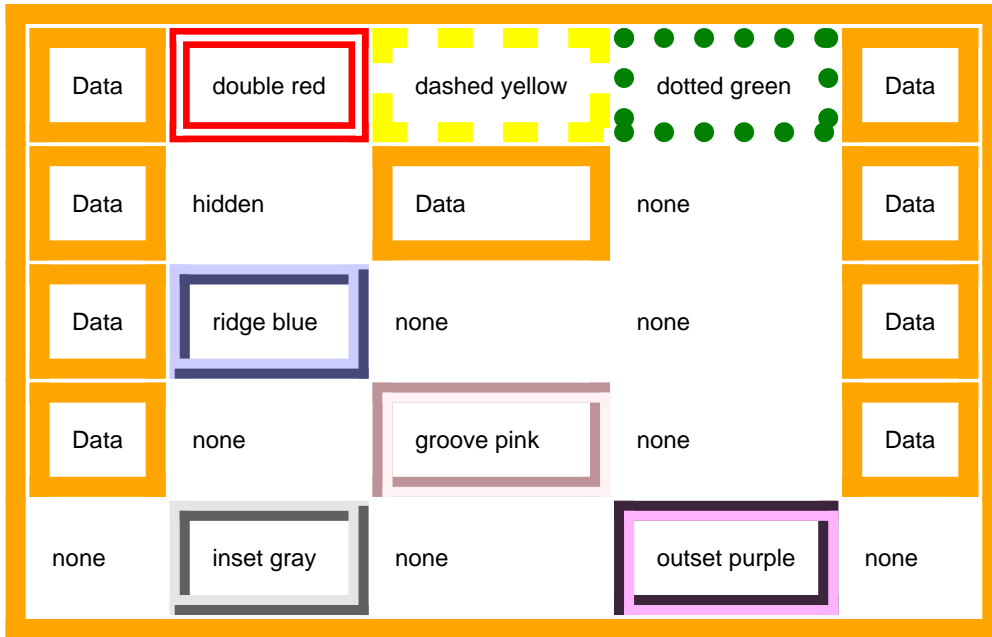 Data double red dashed yellow dotted green Data
Data hidden Data none Data
Data ridge blue none none Data
Data none groove pink none Data
none inset gray none outset purple none